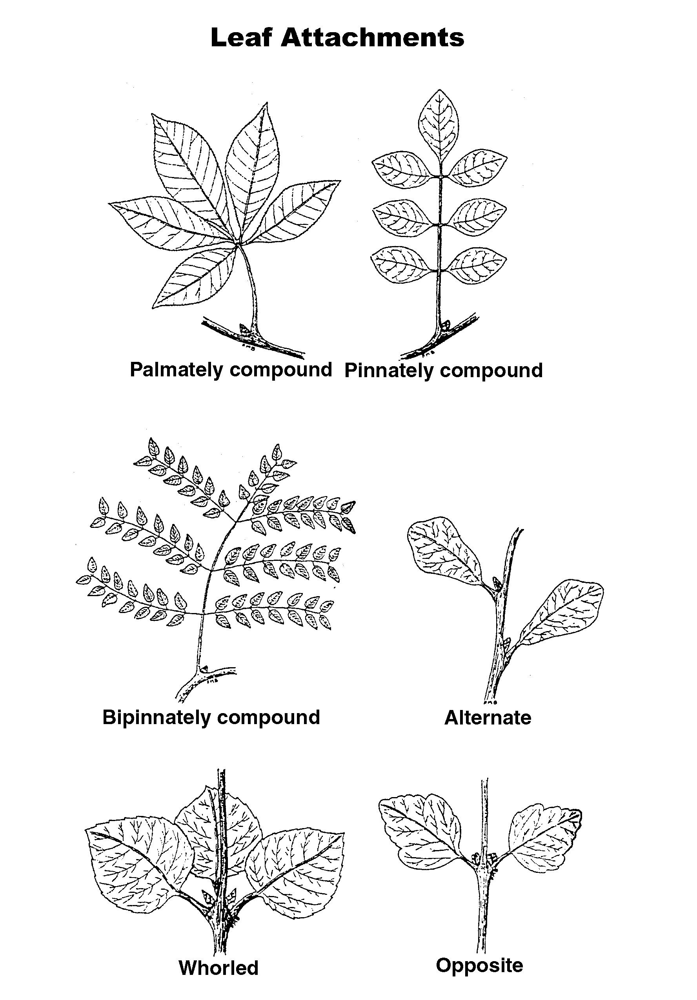 Leaf Attachments
Palmately compound
Pinnately compound
Bipinnately compound
Alternate
Whorled
Opposite